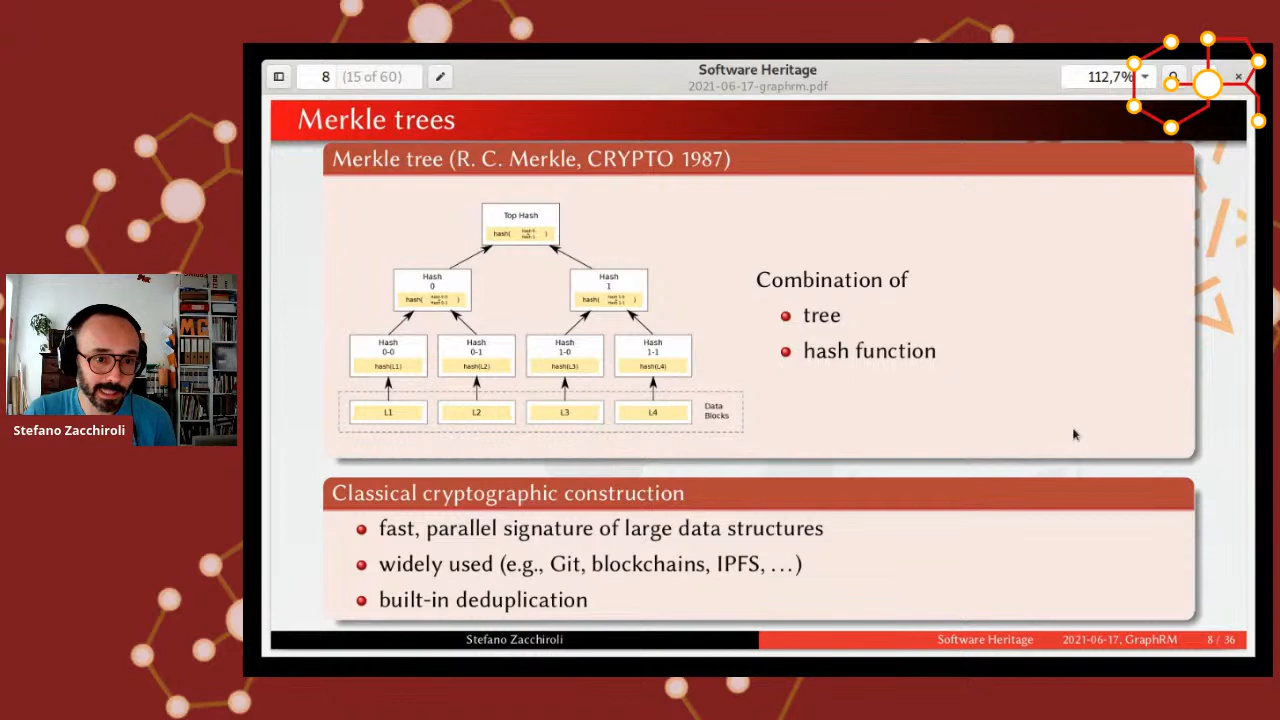 8 (15 of 60)
Software Heritage
2021-06-17-graphrm.pdf
112,7%
Merkle trees
Merkle tree (R. C. Merkle, CRYPTO 1987)
Top Hash
hash( )
Hash
0
hash( )
Hash
1
hash( )
Hash
0-0
hash(L1)
Hash
0-1
hash(L2)
Hash
1-0
hash(L3)
Hash
1-1
hash(L4)
L1
L2
L3
L4
Data
Blocks
Combination of
tree
hash function
Stefano Zacchiroli
Classical cryptographic construction
fast, parallel signature of large data structures
widely used (e.g., Git, blockchains, IPFS, …)
built-in deduplication
Stefano Zacchiroli
Software Heritage
2021-06-17, GraphRM
8 / 36